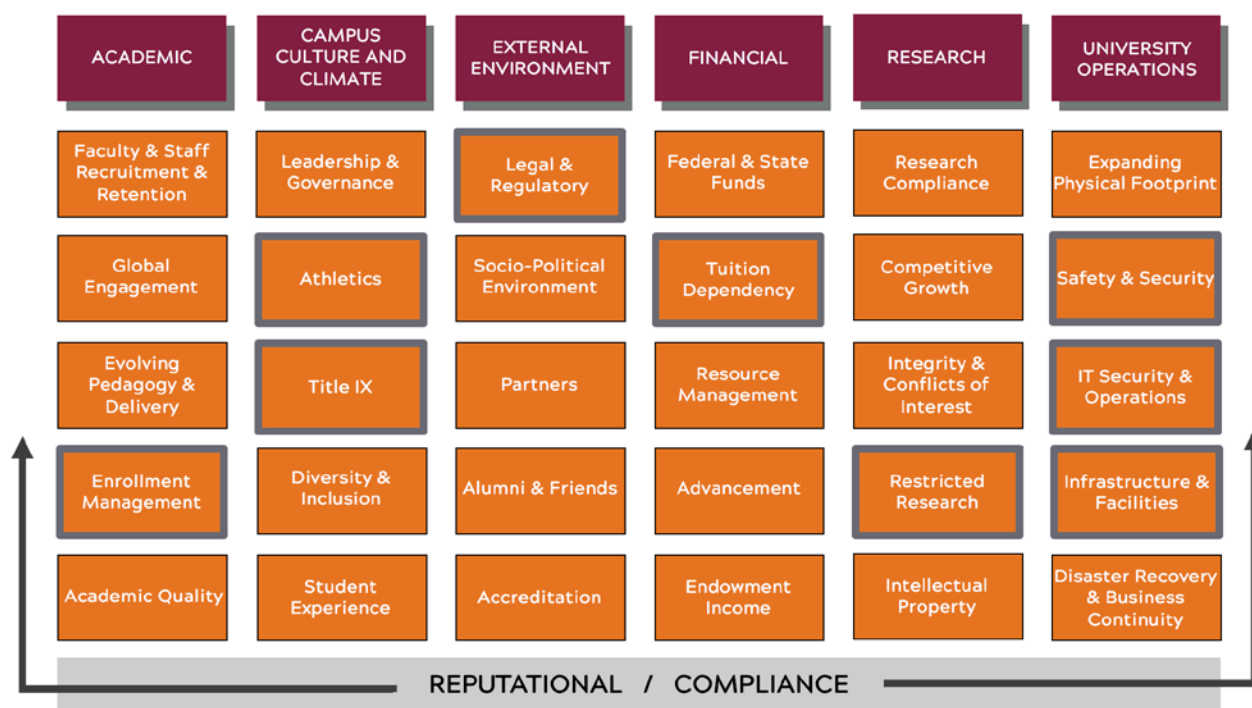 ACADEMIC
CAMPUS
CULTURE AND
CLIMATE
EXTERNAL
ENVIRONMENT
FINANCIAL
RESEARCH
UNIVERSITY
OPERATIONS
Faculty & Staff
Recruitment &
Retention
Leadership &
Governance
Legal &
Regulatory
Federal & State
Funds
Research
Compliance
Expanding
Physical Footprint
Global
Engagement
Athletics
Socio-Political
Environment
Tuition
Dependency
Competitive
Growth
Safety & Security
Evolving
Pedagogy &
Delivery
Title IX
Partners
Resource
Management
Integrity &
Conflicts of
Interest
IT Security &
Operations
Enrollment
Management
Diversity &
Inclusion
Alumni & Friends
Advancement
Restricted
Research
Infrastructure &
Facilities
Academic Quality
Student
Experience
Accreditation
Endowment
Income
Intellectual
Property
Disaster Recovery
& Business
Continuity
REPUTATIONAL / COMPLIANCE